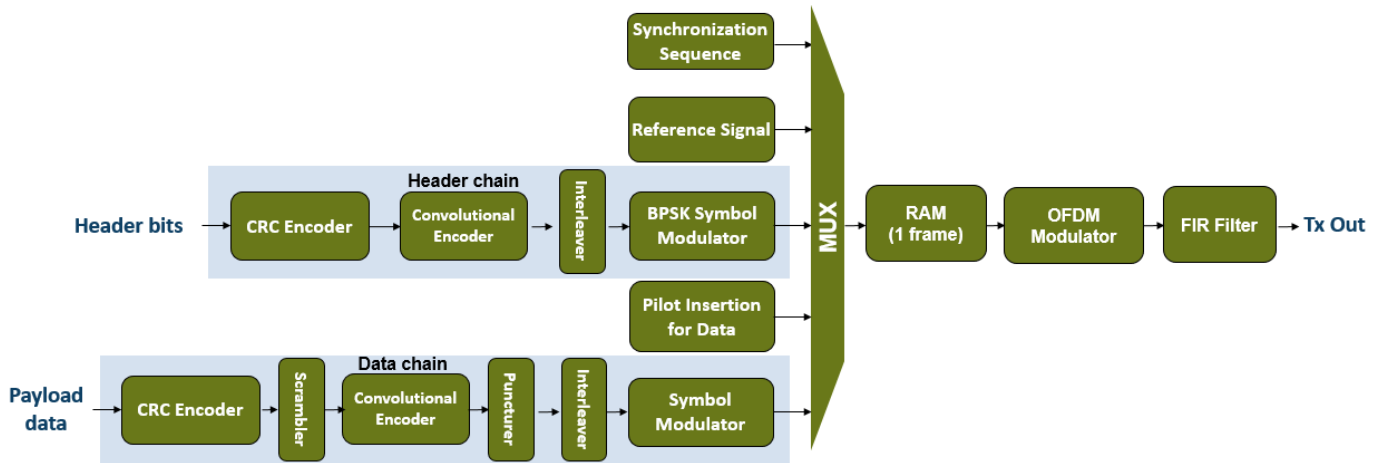 Synchronization
Sequence
Reference Signal
Header chain
Header bits
CRC Encoder
Convolutional
Encoder
Interleaver
BPSK Symbol
Modulator
MUX
RAM
(1 frame)
OFDM
Modulator
FIR Filter
Tx Out
Pilot Insertion
for Data
Data chain
Payload
data
CRC Encoder
Scrambler
Convolutional
Encoder
Puncturer
Interleaver
Symbol
Modulator